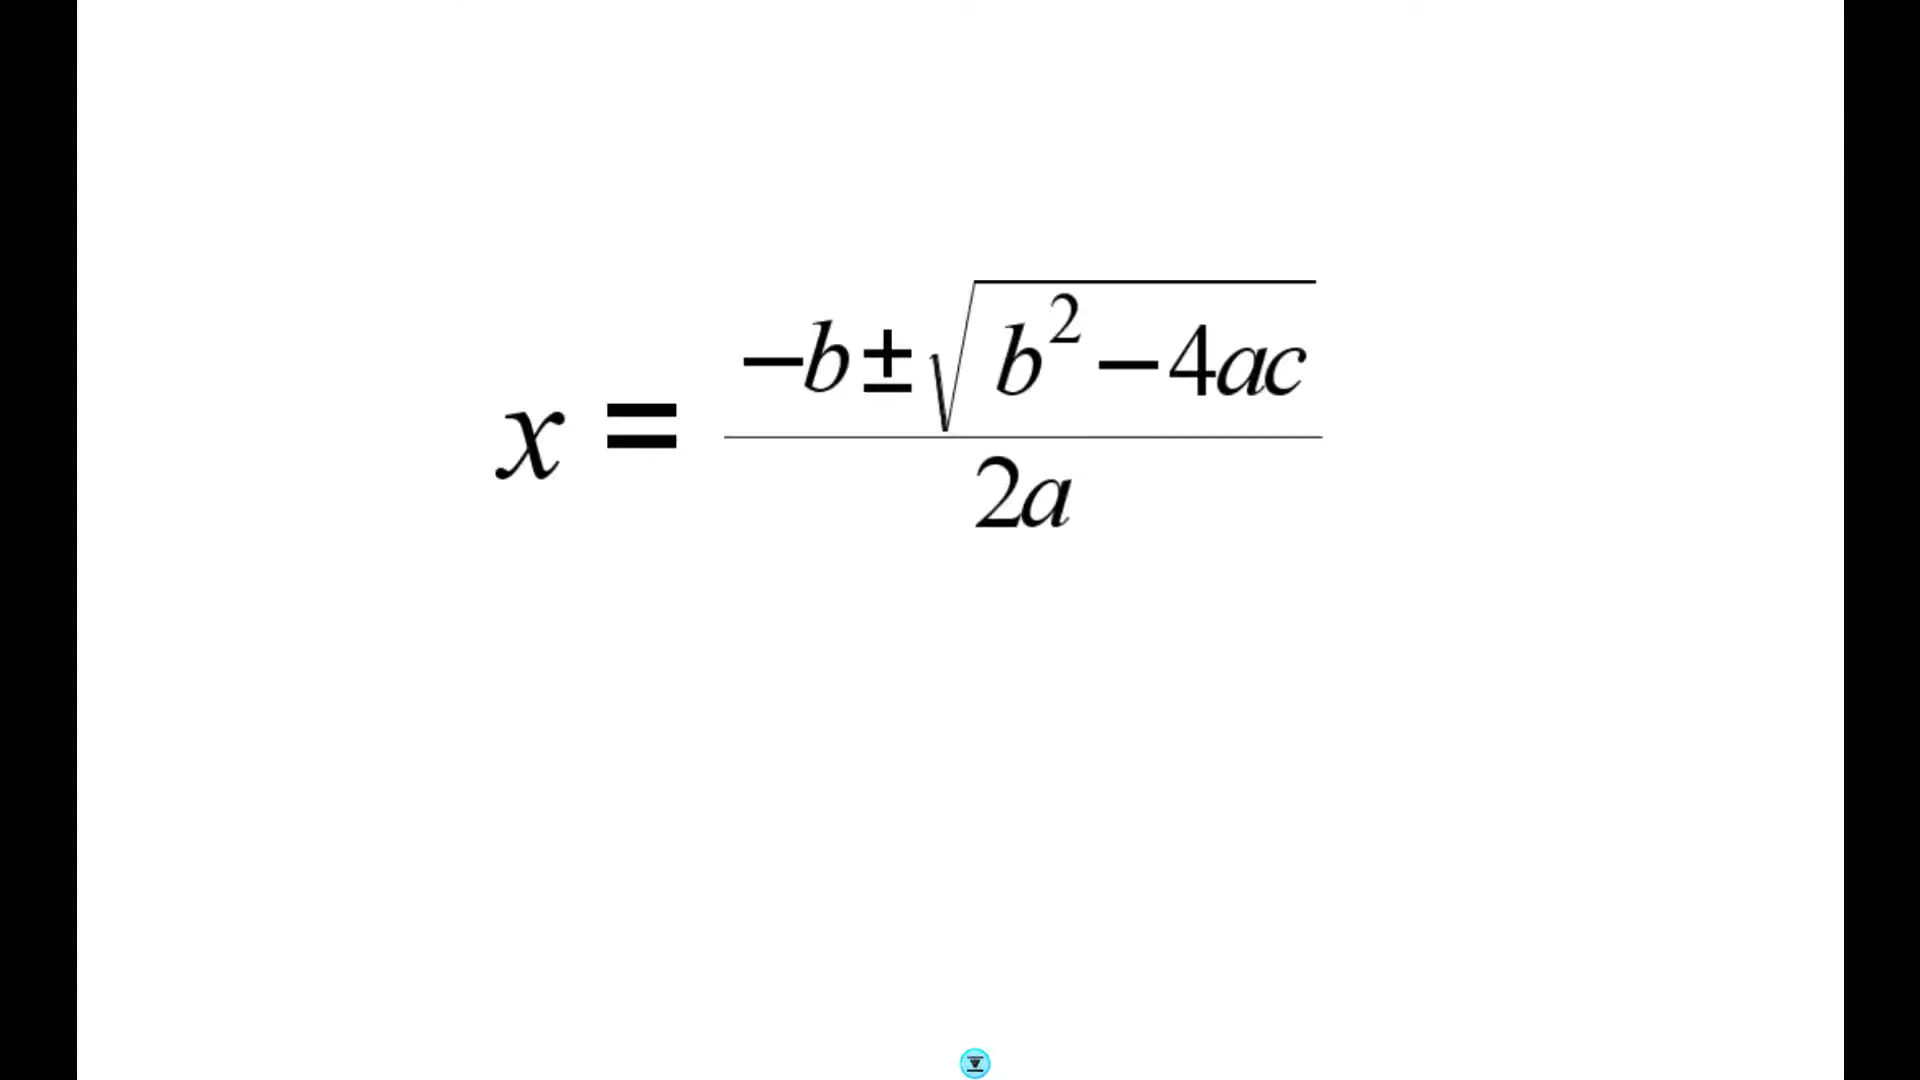 x = −b ± √(b² − 4ac) / 2a